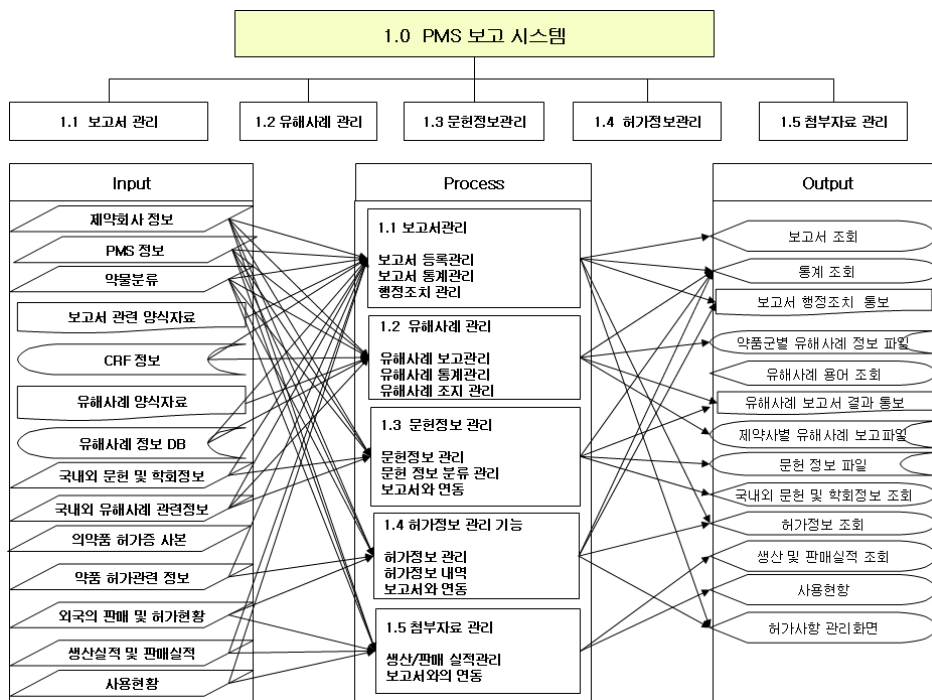 1.0 PMS 보고 시스템
1.1 보고서 관리
1.2 유해사례 관리
1.3 문헌정보관리
1.4 허가정보관리
1.5 첨부자료 관리
Input
제약회사 정보
PMS 정보
약물분류
보고서 관련 양식자료
CRF 정보
유해사례 양식자료
유해사례 정보 DB
국내외 문헌 및 학회정보
국내외 유해사례 관련정보
의약품 허가증 사본
약품 허가관련 정보
외국의 판매 및 허가현황
생산실적 및 판매실적
사용현황
Process
1.1 보고서관리
보고서 등록관리
보고서 통계관리
행정조치 관리
1.2 유해사례 관리
유해사례 보고관리
유해사례 통계관리
유해사례 조지 관리
1.3 문헌정보 관리
문헌정보 관리
문헌 정보 분류 관리
보고서와 연동
1.4 허가정보 관리 기능
허가정보 관리
허가정보 내역
보고서와 연동
1.5 첨부자료 관리
생산/판매 실적관리
보고서와의 연동
Output
보고서 조회
통계 조회
보고서 행정조치 통보
약품군별 유해사례 정보 파일
유해사례 용어 조회
유해사례 보고서 결과 통보
제약사별 유해사례 보고파일
문헌 정보 파일
국내외 문헌 및 학회정보 조회
허가정보 조회
생산 및 판매실적 조회
사용현항
허가사항 관리화면